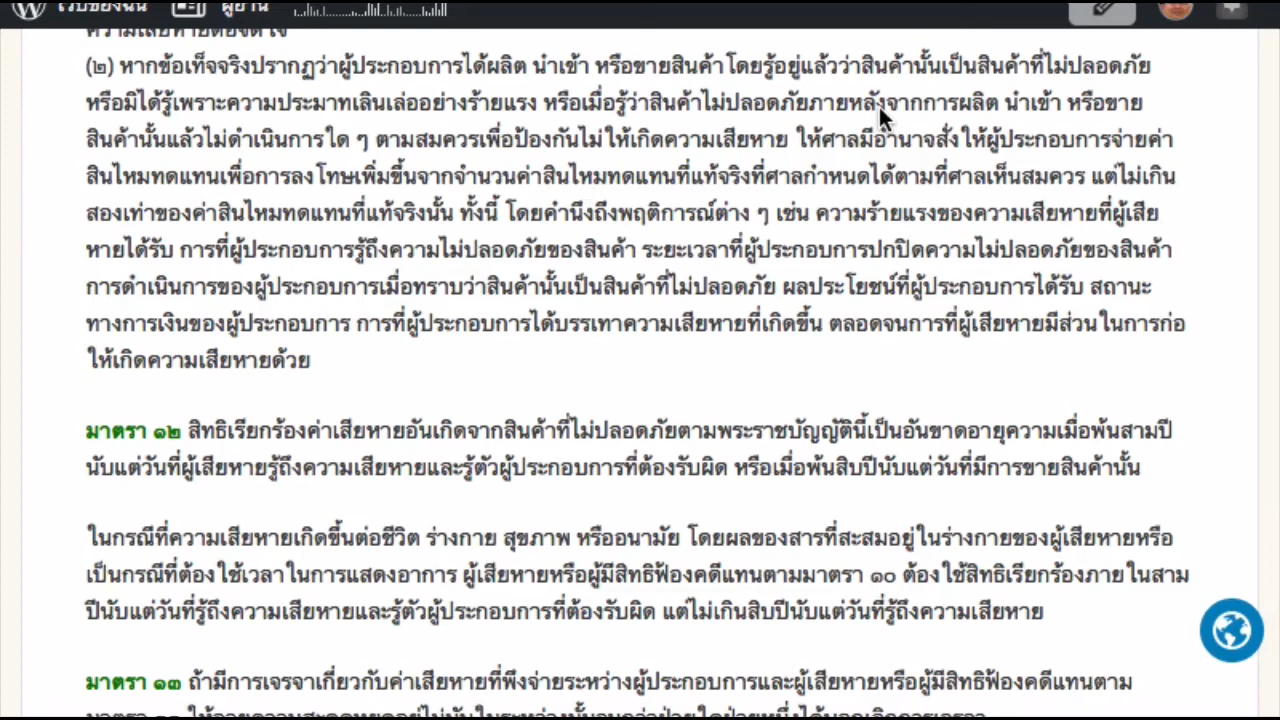 เว็บของฉัน ผู้อ่าน
(๒) หากข้อเท็จจริงปรากฏว่าผู้ประกอบการได้ผลิต นำเข้า หรือขายสินค้าโดยรู้อยู่แล้วว่าสินค้านั้นเป็นสินค้าที่ไม่ปลอดภัย
หรือมิได้รู้เพราะความประมาทเลินเล่ออย่างร้ายแรง หรือเมื่อรู้ว่าสินค้าไม่ปลอดภัยภายหลังจากการผลิต นำเข้า หรือขาย
สินค้านั้นแล้วไม่ดำเนินการใด ๆ ตามสมควรเพื่อป้องกันไม่ให้เกิดความเสียหาย ให้ศาลมีอำนาจสั่งให้ผู้ประกอบการจ่ายค่า
สินไหมทดแทนเพื่อการลงโทษเพิ่มขึ้นจากจำนวนค่าสินไหมทดแทนที่แท้จริงที่ศาลกำหนดได้ตามที่ศาลเห็นสมควร แต่ไม่เกิน
สองเท่าของค่าสินไหมทดแทนที่แท้จริงนั้น ทั้งนี้ โดยคำนึงถึงพฤติการณ์ต่าง ๆ เช่น ความร้ายแรงของความเสียหายที่ผู้เสีย
หายได้รับ การที่ผู้ประกอบการรู้ถึงความไม่ปลอดภัยของสินค้า ระยะเวลาที่ผู้ประกอบการปกปิดความไม่ปลอดภัยของสินค้า
การดำเนินการของผู้ประกอบการเมื่อทราบว่าสินค้านั้นเป็นสินค้าที่ไม่ปลอดภัย ผลประโยชน์ที่ผู้ประกอบการได้รับ สถานะ
ทางการเงินของผู้ประกอบการ การที่ผู้ประกอบการได้บรรเทาความเสียหายที่เกิดขึ้น ตลอดจนการที่ผู้เสียหายมีส่วนในการก่อ
ให้เกิดความเสียหายด้วย
มาตรา ๑๒ สิทธิเรียกร้องค่าเสียหายอันเกิดจากสินค้าที่ไม่ปลอดภัยตามพระราชบัญญัตินี้เป็นอันขาดอายุความเมื่อพ้นสามปี
นับแต่วันที่ผู้เสียหายรู้ถึงความเสียหายและรู้ตัวผู้ประกอบการที่ต้องรับผิด หรือเมื่อพ้นสิบปีนับแต่วันที่มีการขายสินค้านั้น
ในกรณีที่ความเสียหายเกิดขึ้นต่อชีวิต ร่างกาย สุขภาพ หรืออนามัย โดยผลของสารที่สะสมอยู่ในร่างกายของผู้เสียหายหรือ
เป็นกรณีที่ต้องใช้เวลาในการแสดงอาการ ผู้เสียหายหรือผู้มีสิทธิฟ้องคดีแทนตามมาตรา ๑๐ ต้องใช้สิทธิเรียกร้องภายในสาม
ปีนับแต่วันที่รู้ถึงความเสียหายและรู้ตัวผู้ประกอบการที่ต้องรับผิด แต่ไม่เกินสิบปีนับแต่วันที่รู้ถึงความเสียหาย
มาตรา ๑๓ ถ้ามีการเจรจาเกี่ยวกับค่าเสียหายที่พึงจ่ายระหว่างผู้ประกอบการและผู้เสียหายหรือผู้มีสิทธิฟ้องคดีแทนตาม